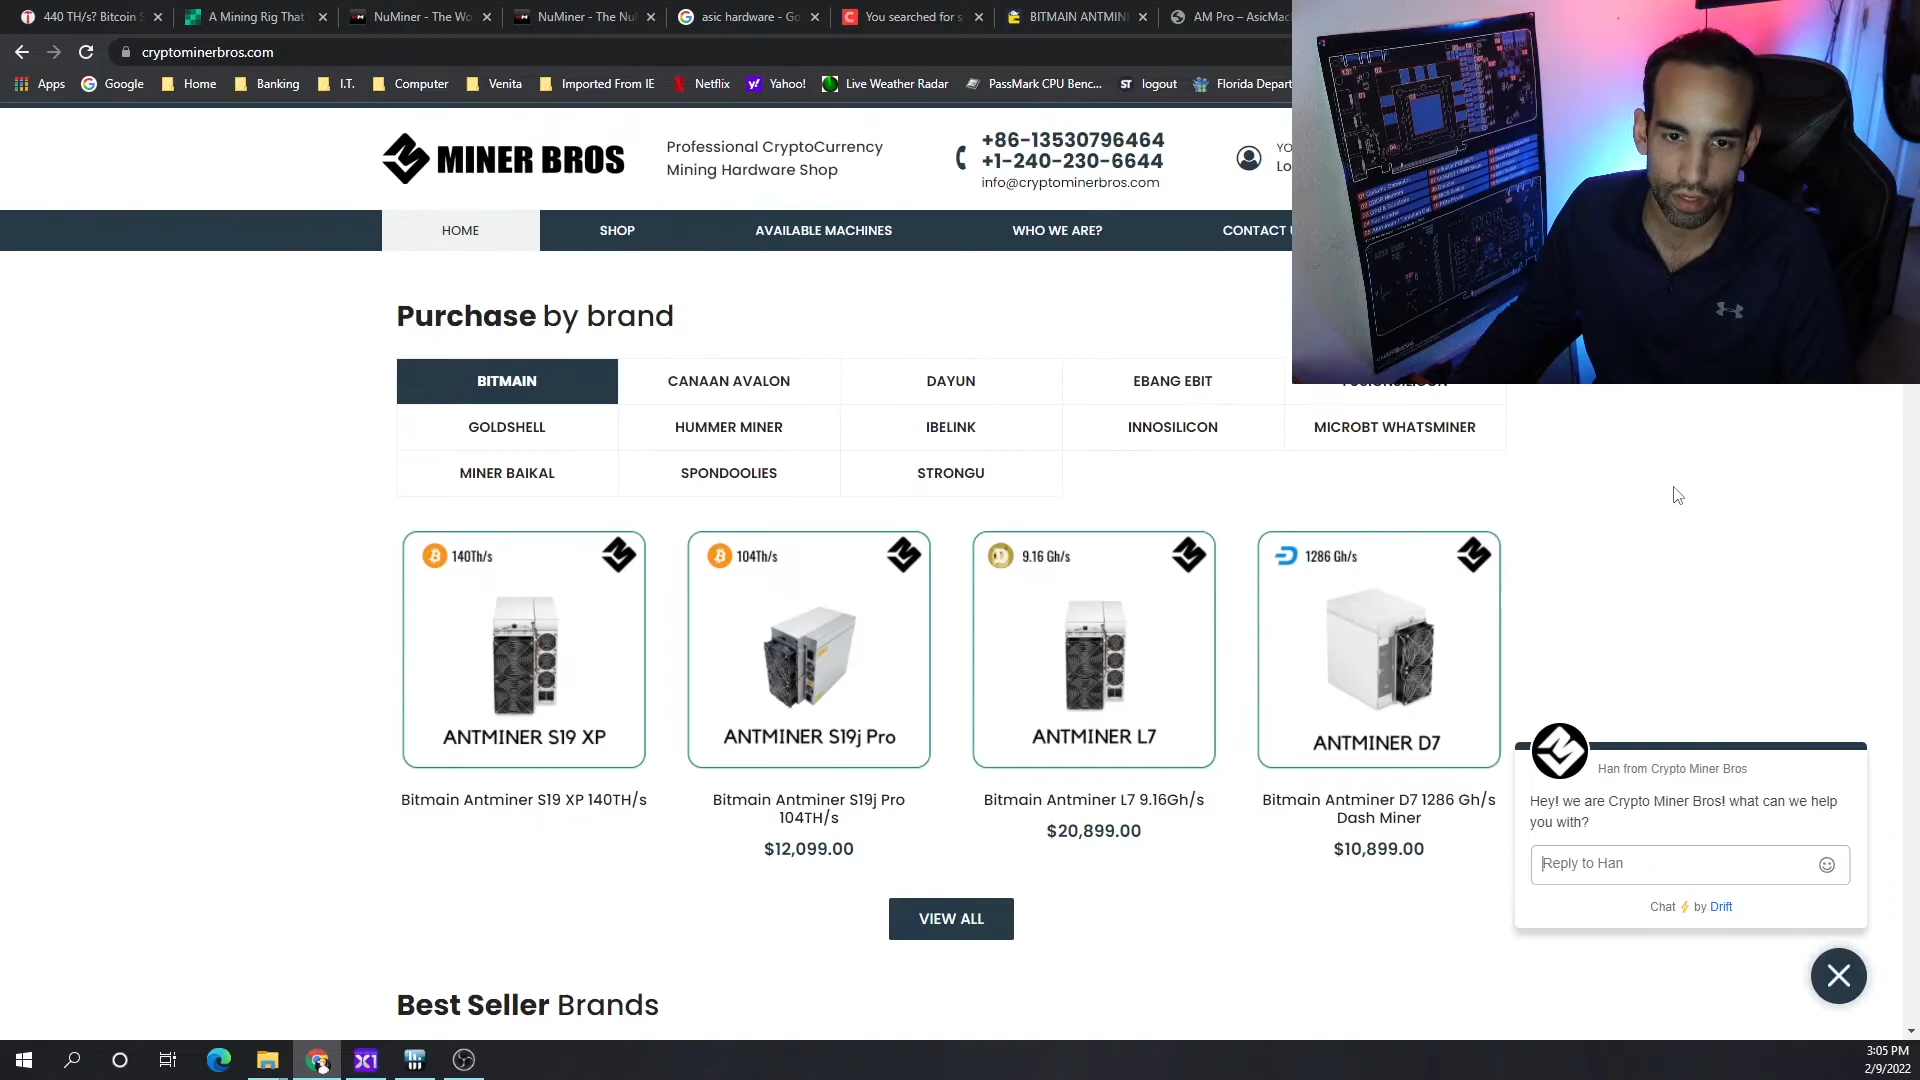 440 TH/s? Bitcoin S
A Mining Rig That
NuMiner - The Wo
NuMiner - The Nu
asic hardware - Go
You searched for s
BITMAIN ANTMIN
AM Pro – AsicMac
cryptominerbros.com
Apps
Google
Home
Banking
I.T.
Computer
Venita
Imported From IE
Netflix
Yahoo!
Live Weather Radar
PassMark CPU Benc...
ST
logout
Florida Depart
MINER BROS
Professional CryptoCurrency
Mining Hardware Shop
+86-13530796464
+1-240-230-6644
info@cryptominerbros.com
YO
Lo
HOME
SHOP
AVAILABLE MACHINES
WHO WE ARE?
CONTACT U
Purchase by brand
BITMAIN
CANAAN AVALON
DAYUN
EBANG EBIT
GOLDSHELL
HUMMER MINER
IBELINK
INNOSILICON
MICROBT WHATSMINER
MINER BAIKAL
SPONDOOLIES
STRONGU
140Th/s
104Th/s
9.16 Gh/s
1286 Gh/s
ANTMINER S19 XP
ANTMINER S19j Pro
ANTMINER L7
ANTMINER D7
Bitmain Antminer S19 XP 140TH/s
Bitmain Antminer S19j Pro
104TH/s
$12,099.00
Bitmain Antminer L7 9.16Gh/s
$20,899.00
Bitmain Antminer D7 1286 Gh/s
Dash Miner
$10,899.00
VIEW ALL
Han from Crypto Miner Bros
Hey! we are Crypto Miner Bros! what can we help
you with?
Reply to Han
Chat ⚡ by Drift
Best Seller Brands
3:05 PM
2/9/2022